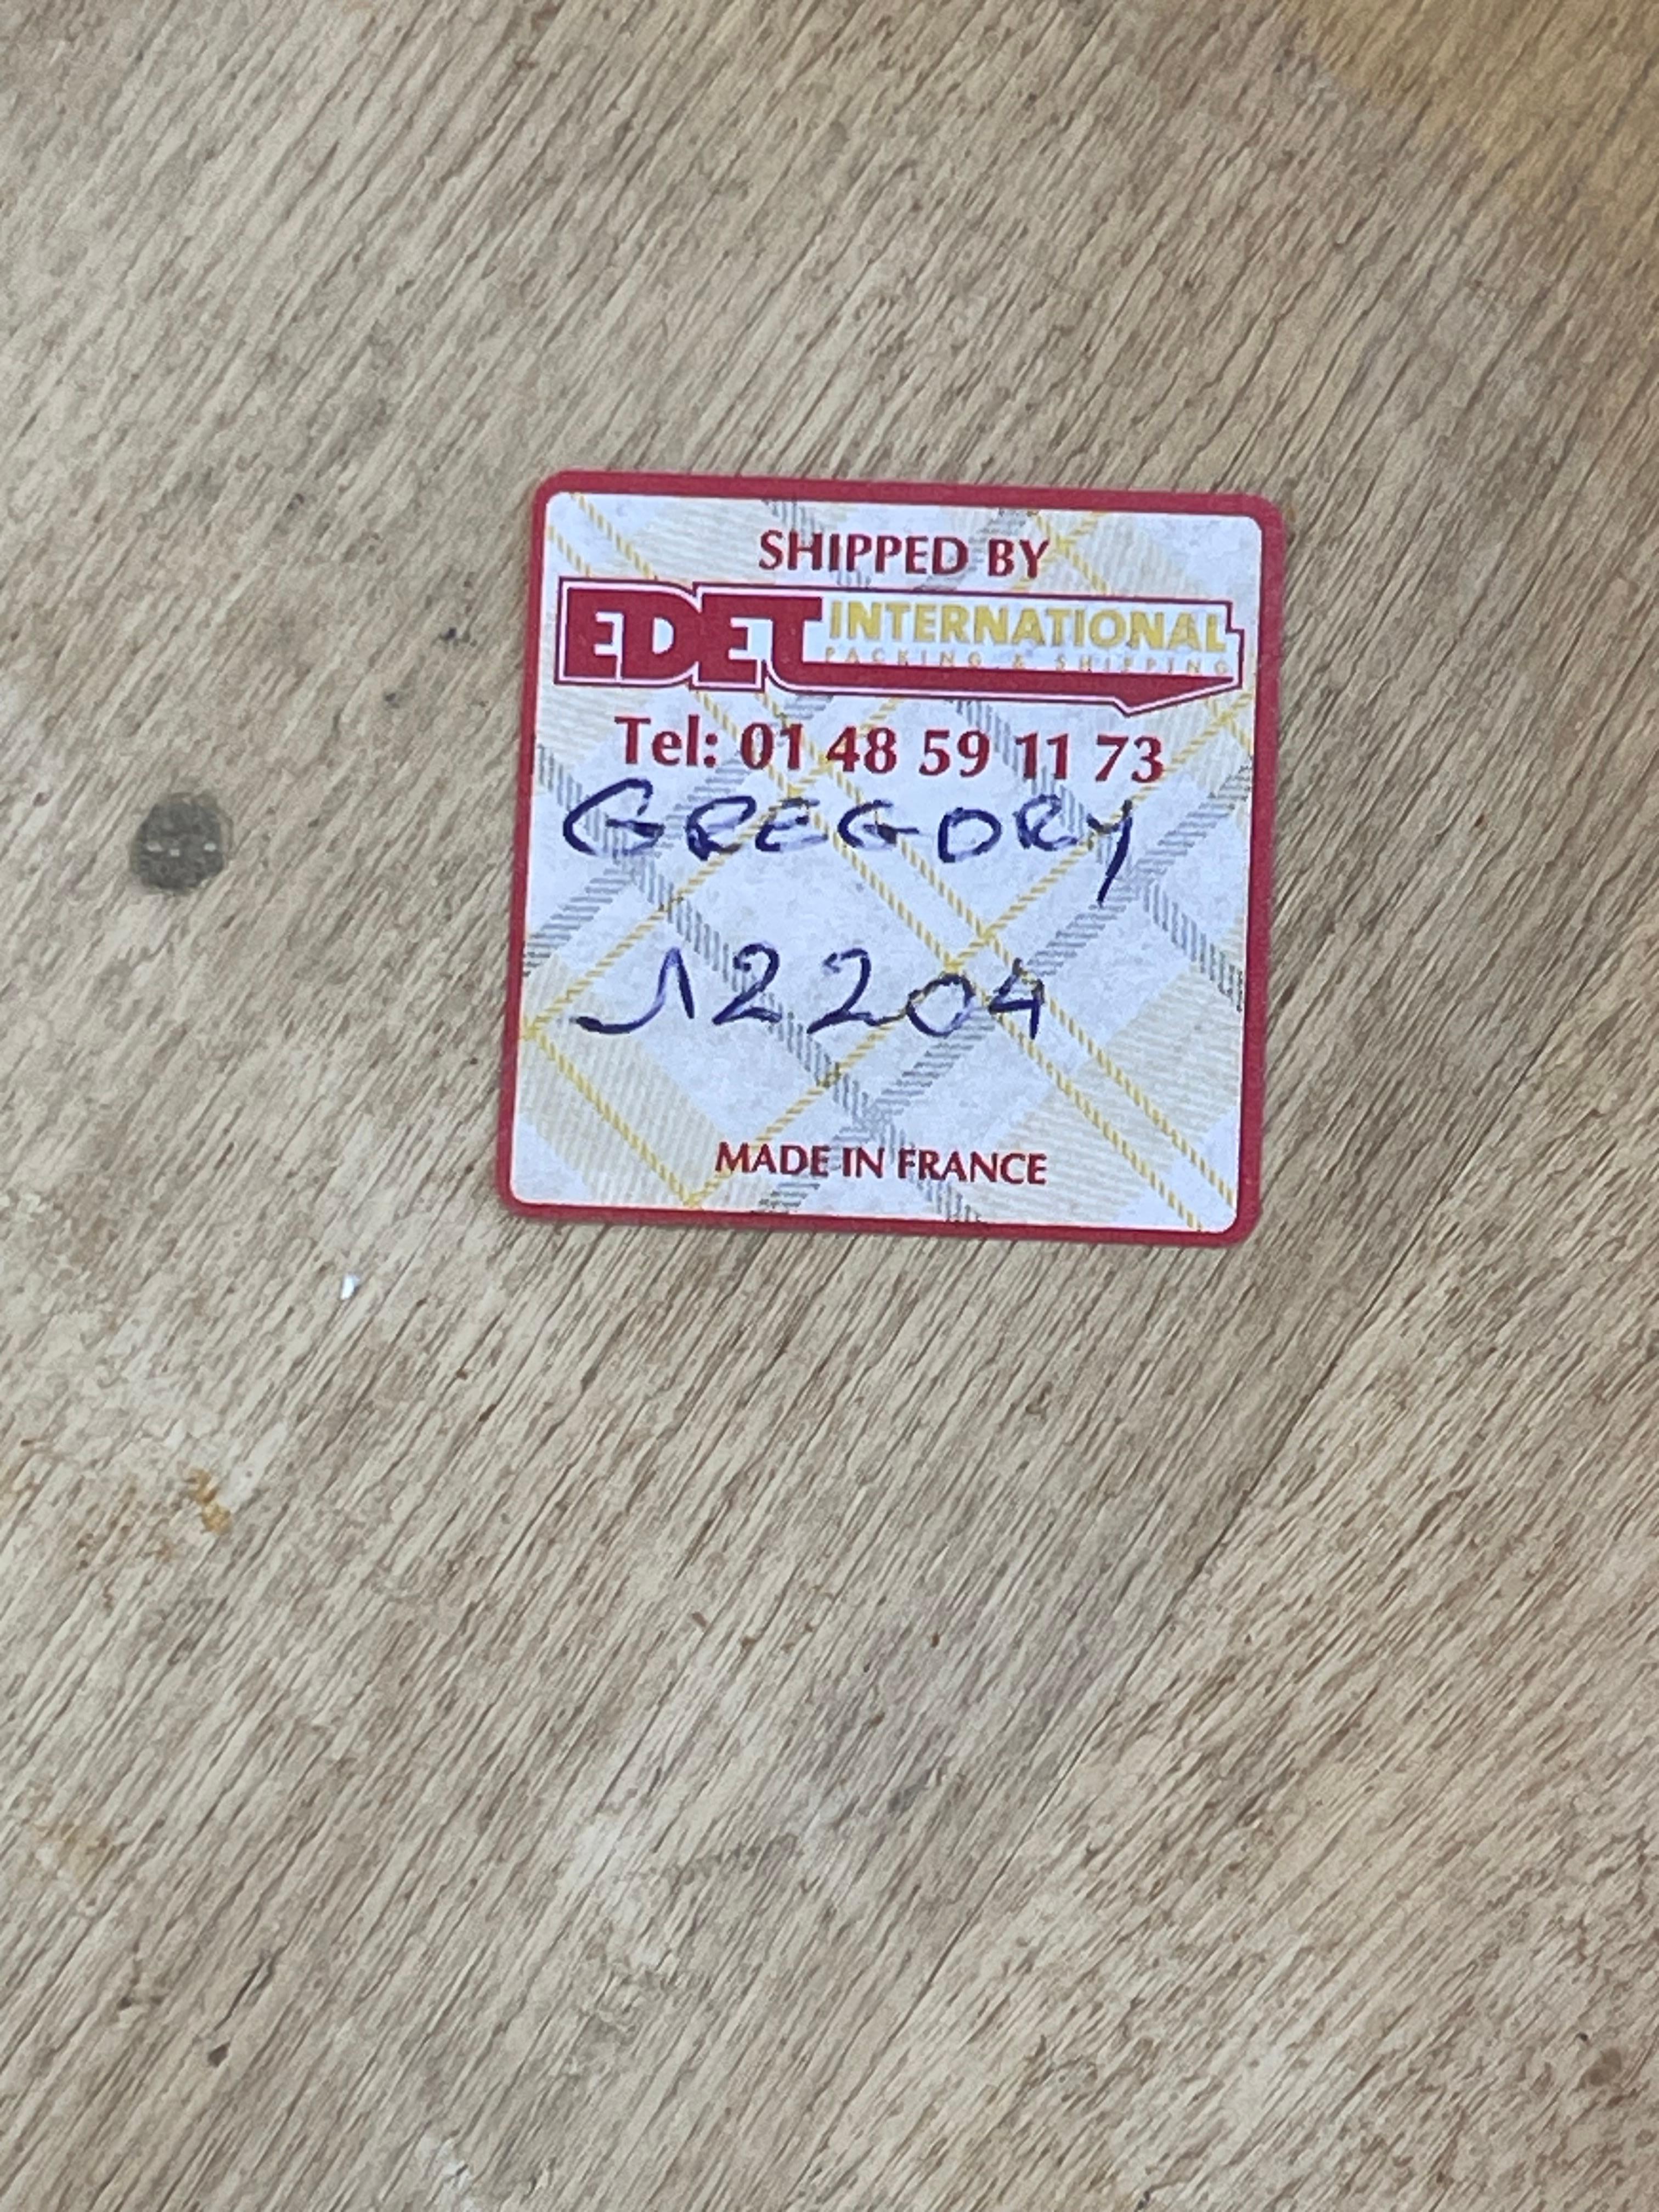 SHIPPED BY
EDET INTERNATIONAL
PACKING & SHIPPING
Tel: 01 48 59 11 73
GREGORY
12204
MADE IN FRANCE